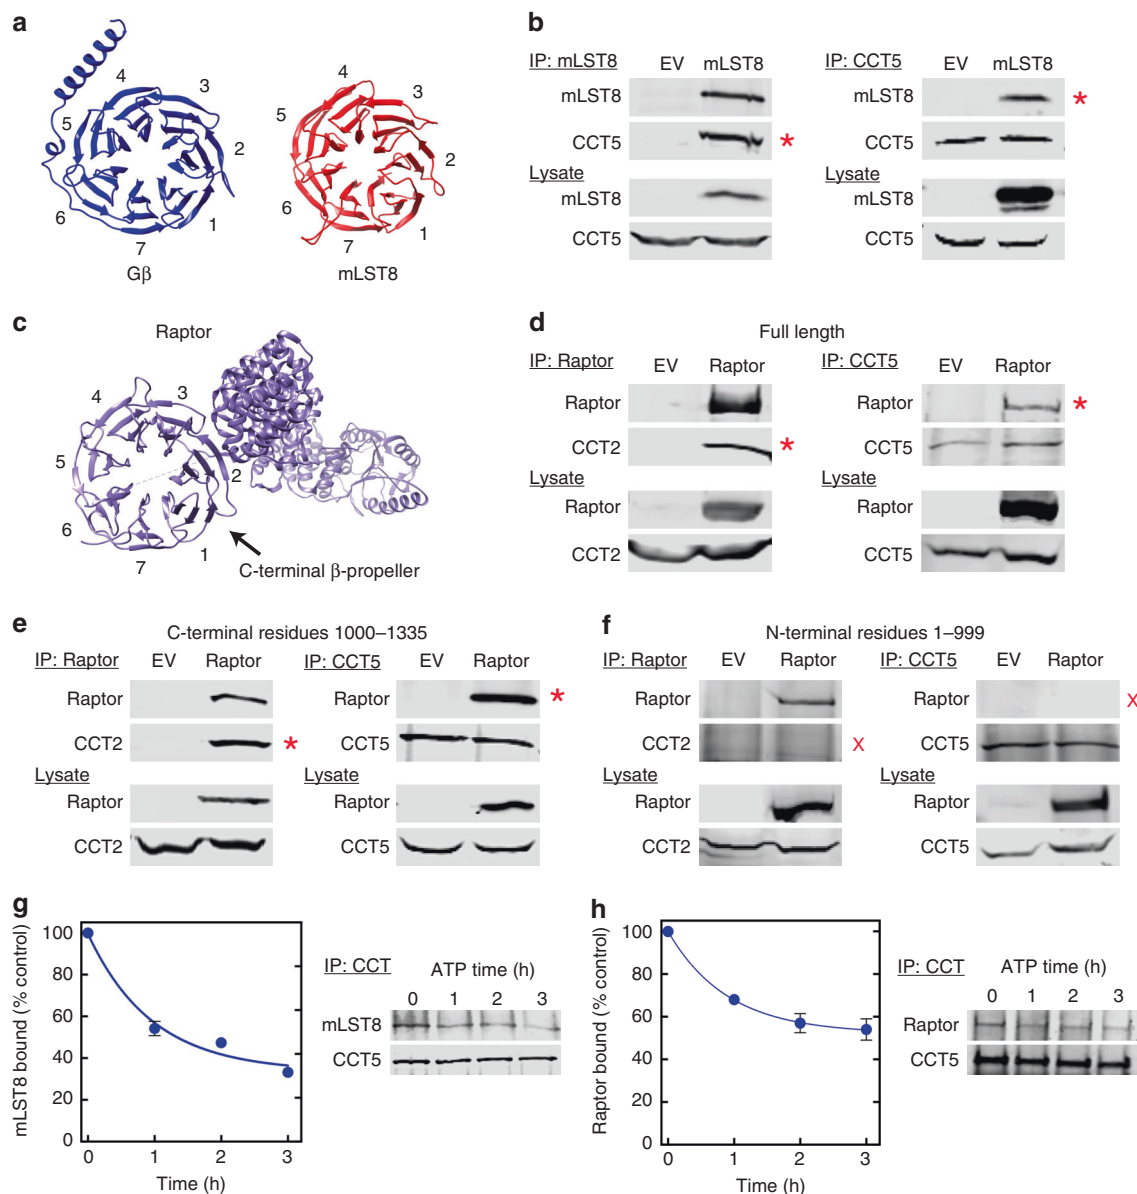 a
4
3
5
2
6
1
7
Gβ
4
3
5
2
6
1
7
mLST8
b
IP: mLST8 EV mLST8
mLST8
CCT5 *
Lysate
mLST8
CCT5
IP: CCT5 EV mLST8
mLST8 *
CCT5
Lysate
mLST8
CCT5
c
Raptor
4
3
5
2
6
1
7
C-terminal β-propeller
d
Full length
IP: Raptor EV Raptor
Raptor
CCT2 *
Lysate
Raptor
CCT2
IP: CCT5 EV Raptor
Raptor *
CCT5
Lysate
Raptor
CCT5
e
C-terminal residues 1000–1335
IP: Raptor EV Raptor
Raptor
CCT2 *
Lysate
Raptor
CCT2
IP: CCT5 EV Raptor
Raptor *
CCT5
Lysate
Raptor
CCT5
f
N-terminal residues 1–999
IP: Raptor EV Raptor
Raptor
CCT2 X
Lysate
Raptor
CCT2
IP: CCT5 EV Raptor
Raptor X
CCT5
Lysate
Raptor
CCT5
g
mLST8 bound (% control)
100
80
60
40
20
0
0 1 2 3
Time (h)
IP: CCT ATP time (h)
0 1 2 3
mLST8
CCT5
h
Raptor bound (% control)
100
80
60
40
20
0
0 1 2 3
Time (h)
IP: CCT ATP time (h)
0 1 2 3
Raptor
CCT5